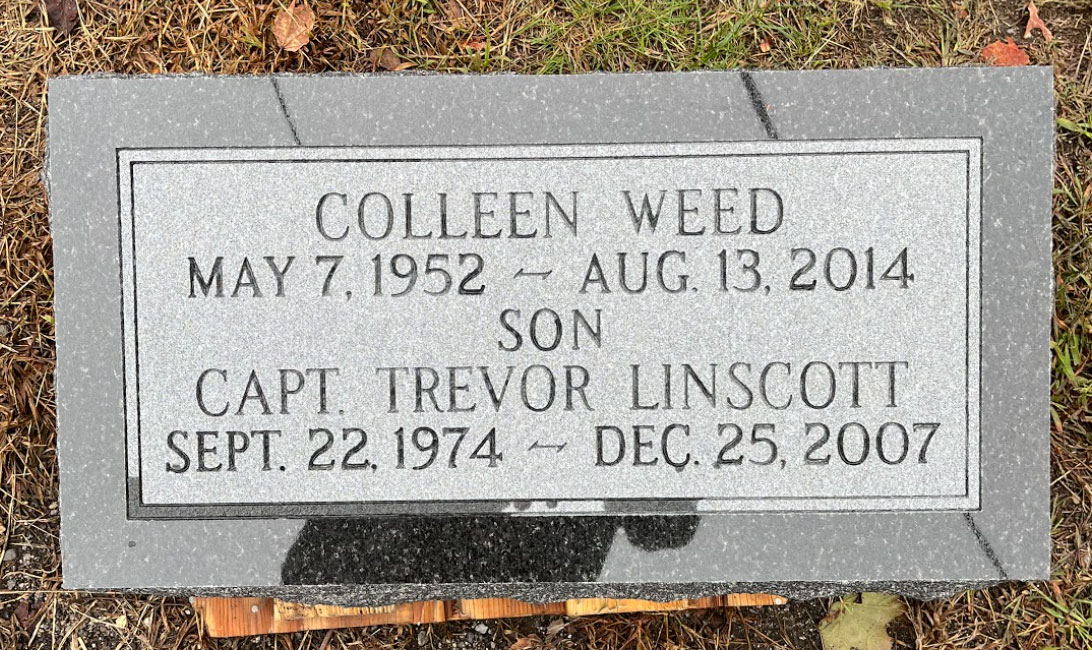 COLLEEN WEED
MAY 7, 1952 ~ AUG. 13, 2014
SON
CAPT. TREVOR LINSCOTT
SEPT. 22, 1974 ~ DEC. 25, 2007